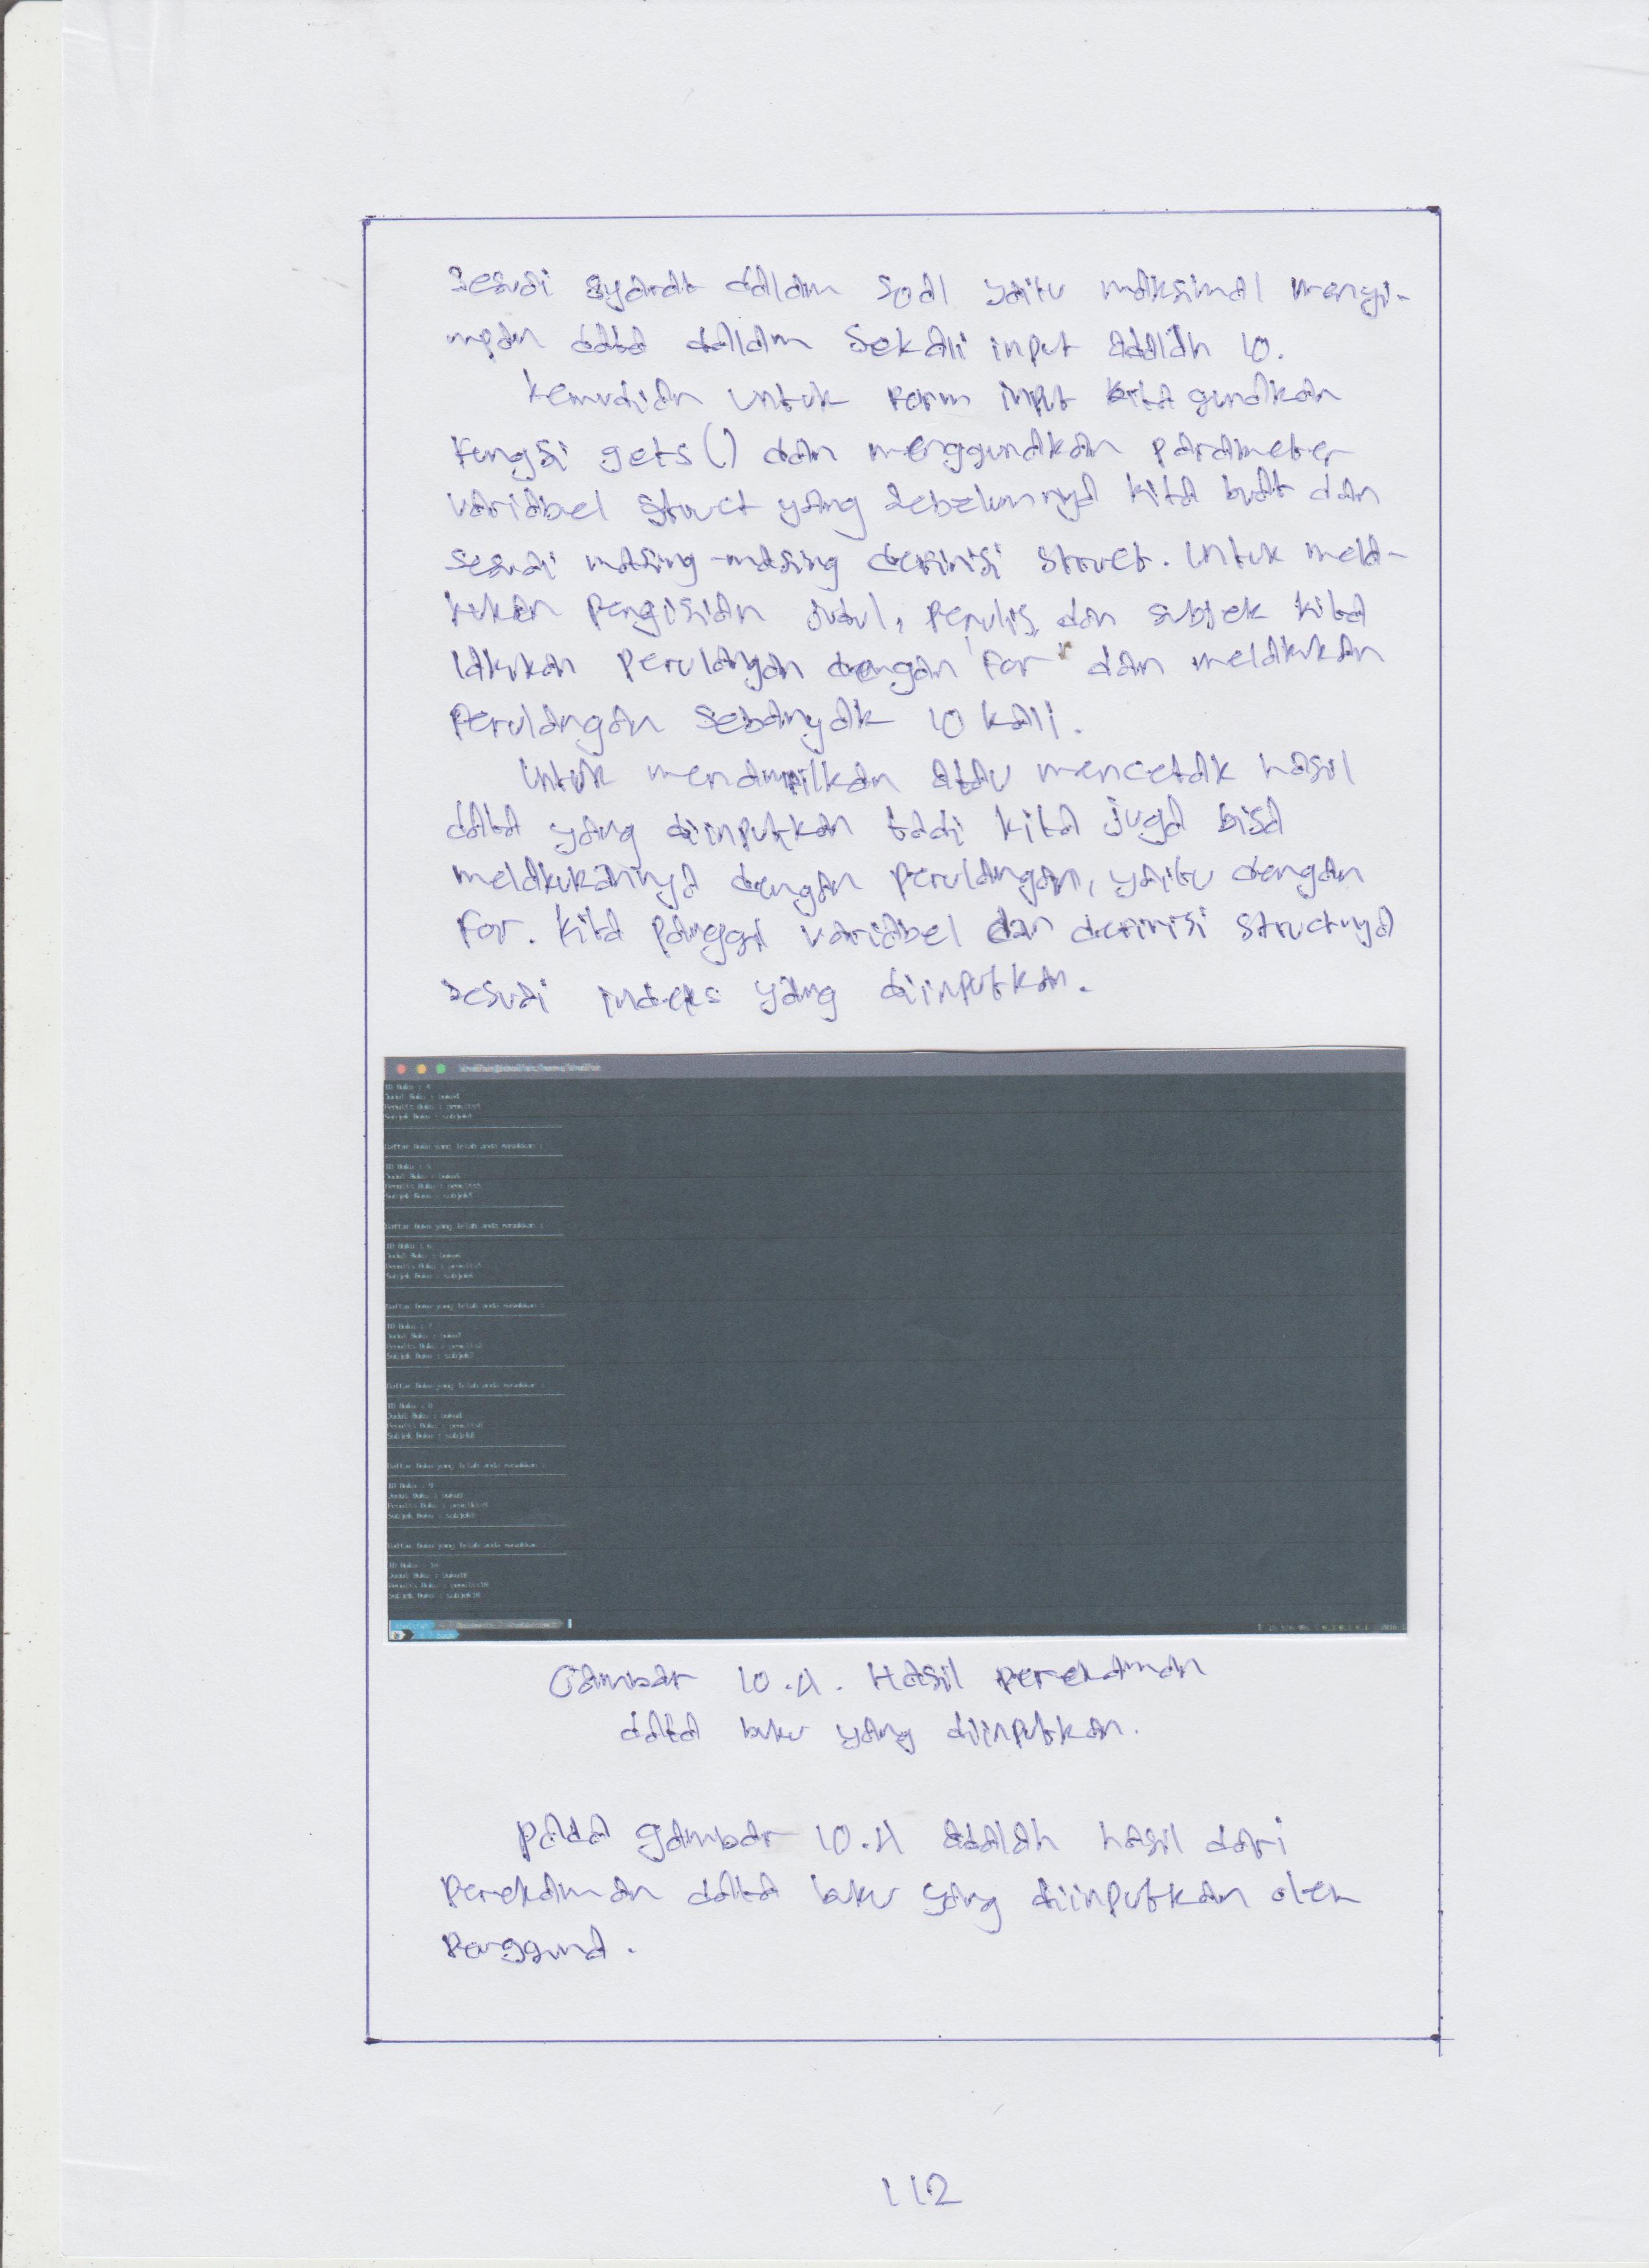 sesuai syarat dalam soal yaitu maksimal menyi-
mpan data dalam sekali input adalah 10.
kemudian untuk form input kita gunakan
fungsi gets() dan menggunakan parameter
variabel struct yang sebelumnya kita buat dan
sesuai masing-masing definisi struct. Untuk mela-
kukan pengisian judul, penulis, dan subjek kita
lakukan perulangan dengan "for" dan melakukan
perulangan sebanyak 10 kali.
Untuk menampilkan atau mencetak hasil
data yang diinputkan tadi kita juga bisa
melakukannya dengan perulangan, yaitu dengan
for. Kita panggil variabel dan definisi structnya
sesuai indeks yang diinputkan.
ID Buku : 4
Judul Buku : buku4
Penulis Buku : penulis4
Subjek Buku : subjek4
Daftar Buku yang telah anda masukkan :
ID Buku : 5
Judul Buku : buku5
Penulis Buku : penulis5
Subjek Buku : subjek5
Daftar Buku yang telah anda masukkan :
ID Buku : 6
Judul Buku : buku6
Penulis Buku : penulis6
Subjek Buku : subjek6
Daftar Buku yang telah anda masukkan :
ID Buku : 7
Judul Buku : buku7
Penulis Buku : penulis7
Subjek Buku : subjek7
Daftar Buku yang telah anda masukkan :
ID Buku : 8
Judul Buku : buku8
Penulis Buku : penulis8
Subjek Buku : subjek8
Daftar Buku yang telah anda masukkan :
ID Buku : 9
Judul Buku : buku9
Penulis Buku : penulis9
Subjek Buku : subjek9
Daftar Buku yang telah anda masukkan :
ID Buku : 10
Judul Buku : buku10
Penulis Buku : penulis10
Subjek Buku : subjek10
Gambar 10.4. Hasil perekaman
data buku yang diinputkan.
pada gambar 10.4 adalah hasil dari
perekaman data buku yang diinputkan oleh
pengguna.
112